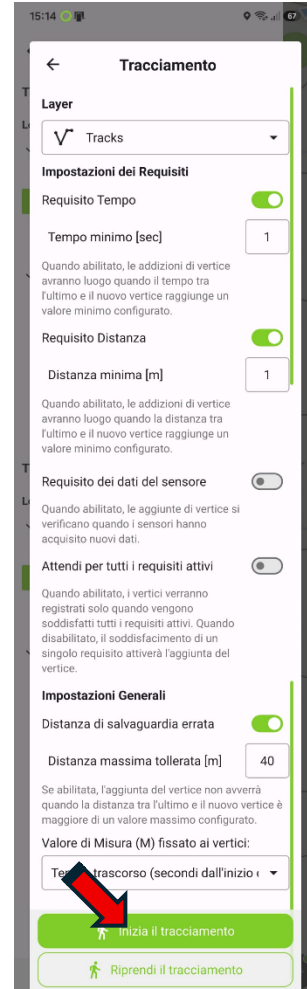 15:14
67
Tracciamento
Layer
Tracks
Impostazioni dei Requisiti
Requisito Tempo
Tempo minimo [sec]
1
Quando abilitato, le addizioni di vertice
avranno luogo quando il tempo tra
l'ultimo e il nuovo vertice raggiunge un
valore minimo configurato.
Requisito Distanza
Distanza minima [m]
1
Quando abilitato, le addizioni di vertice
avranno luogo quando la distanza tra
l'ultimo e il nuovo vertice raggiunge un
valore minimo configurato.
Requisito dei dati del sensore
Quando abilitato, le aggiunte di vertice si
verificano quando i sensori hanno
acquisito nuovi dati.
Attendi per tutti i requisiti attivi
Quando abilitato, i vertici verranno
registrati solo quando vengono
soddisfatti tutti i requisiti attivi. Quando
disabilitato, il soddisfacimento di un
singolo requisito attiverà l'aggiunta del
vertice.
Impostazioni Generali
Distanza di salvaguardia errata
Distanza massima tollerata [m]
40
Se abilitata, l'aggiunta del vertice non avverrà
quando la distanza tra l'ultimo e il nuovo vertice è
maggiore di un valore massimo configurato.
Valore di Misura (M) fissato ai vertici:
trascorso (secondi dall'inizio
Inizia il tracciamento
Riprendi il tracciamento